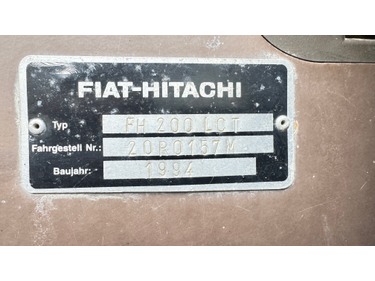 FIAT-HITACHI
Typ FH 200 LCT
Fahrgestell Nr.: 20P0157M
Baujahr: 1994